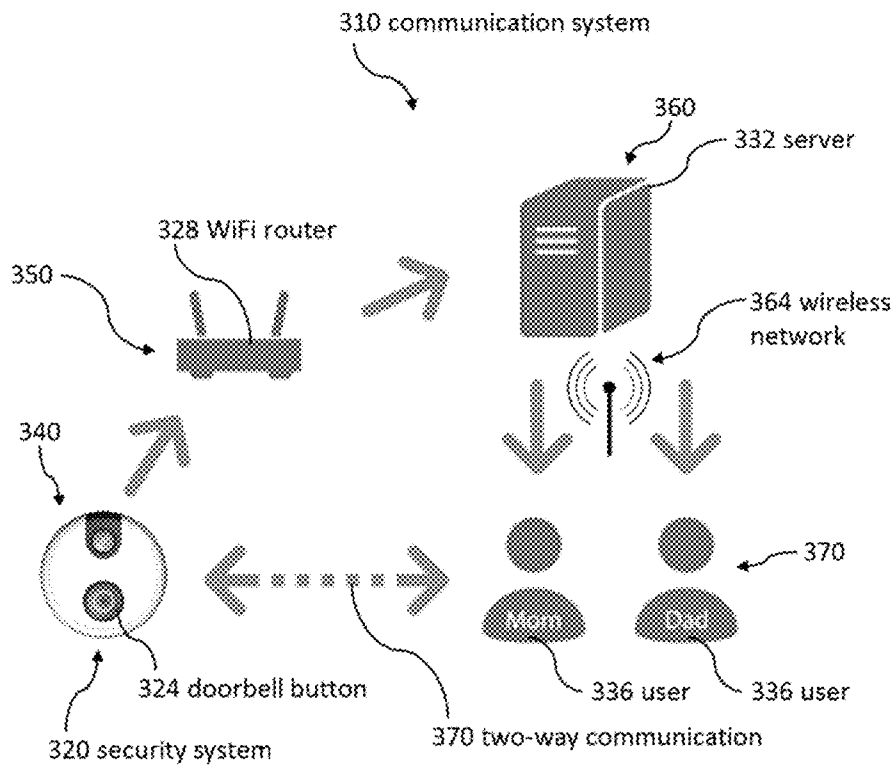 310 communication system
360
332 server
328 WiFi router
350
364 wireless
network
340
370
Mom
Dad
324 doorbell button
336 user
336 user
320 security system
370 two-way communication